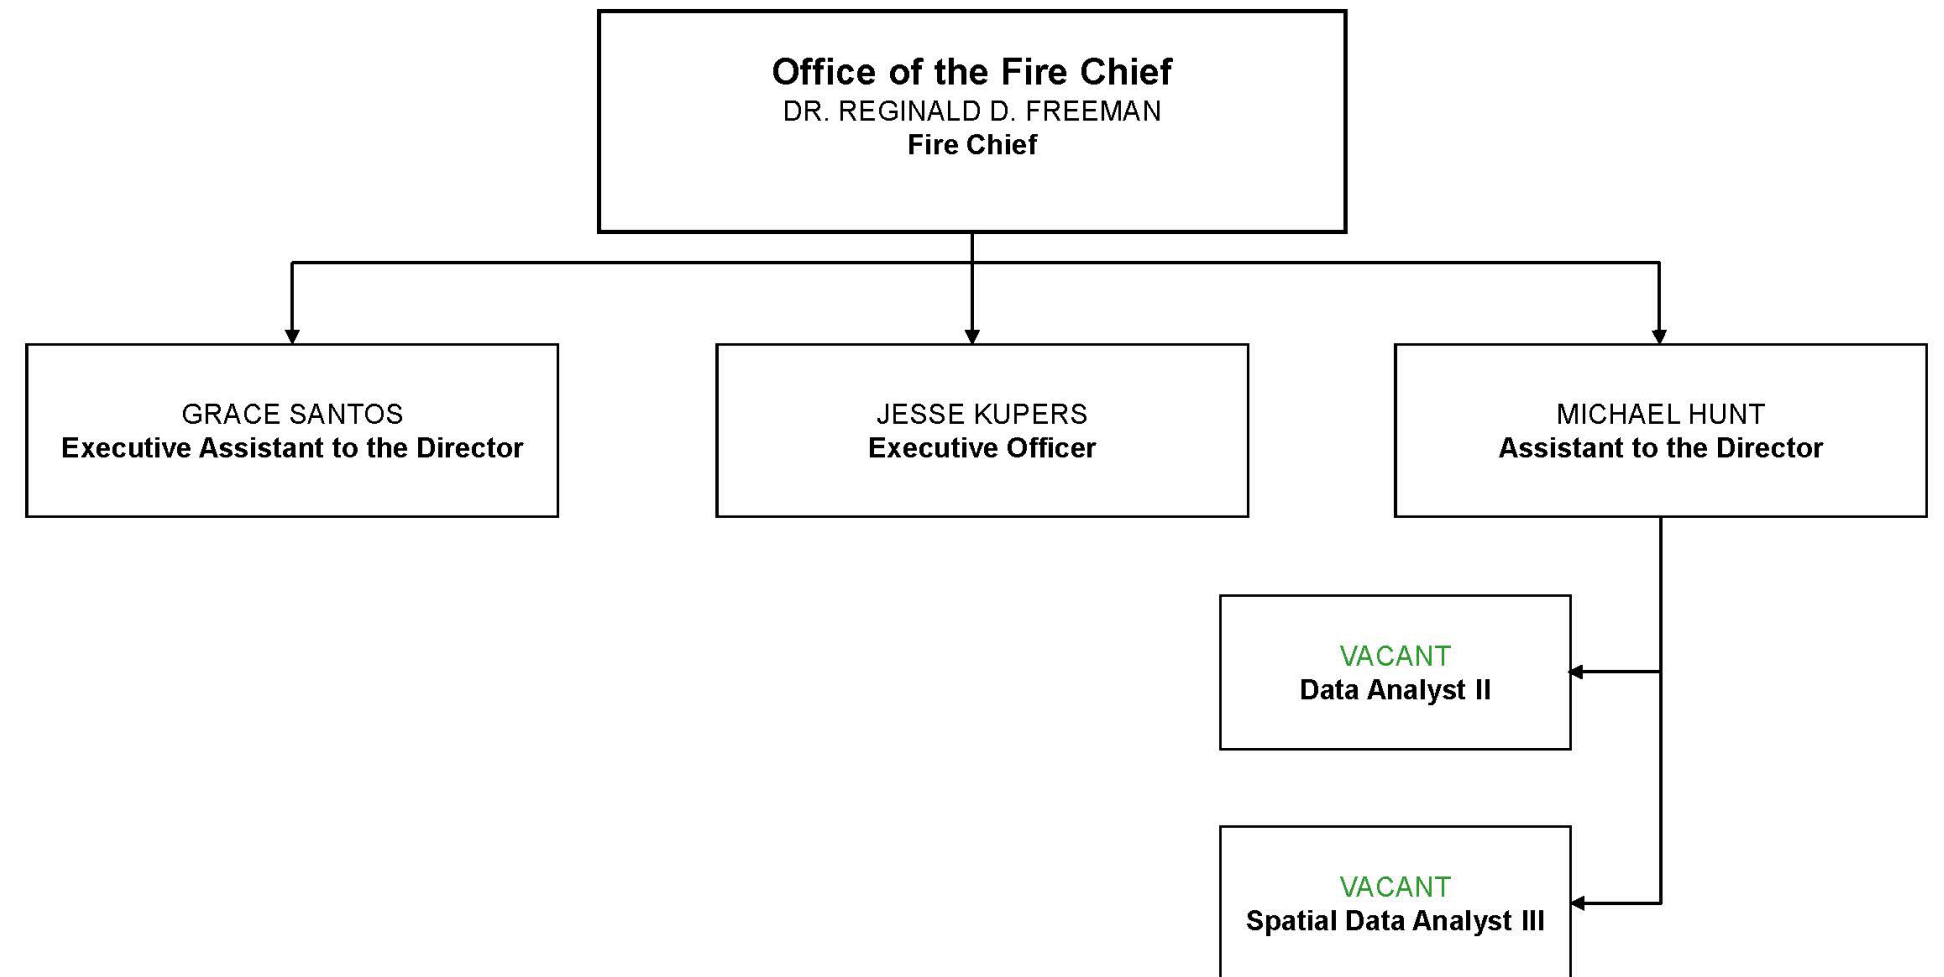 Office of the Fire Chief
DR. REGINALD D. FREEMAN
Fire Chief
GRACE SANTOS
Executive Assistant to the Director
JESSE KUPERS
Executive Officer
MICHAEL HUNT
Assistant to the Director
VACANT
Data Analyst II
VACANT
Spatial Data Analyst III